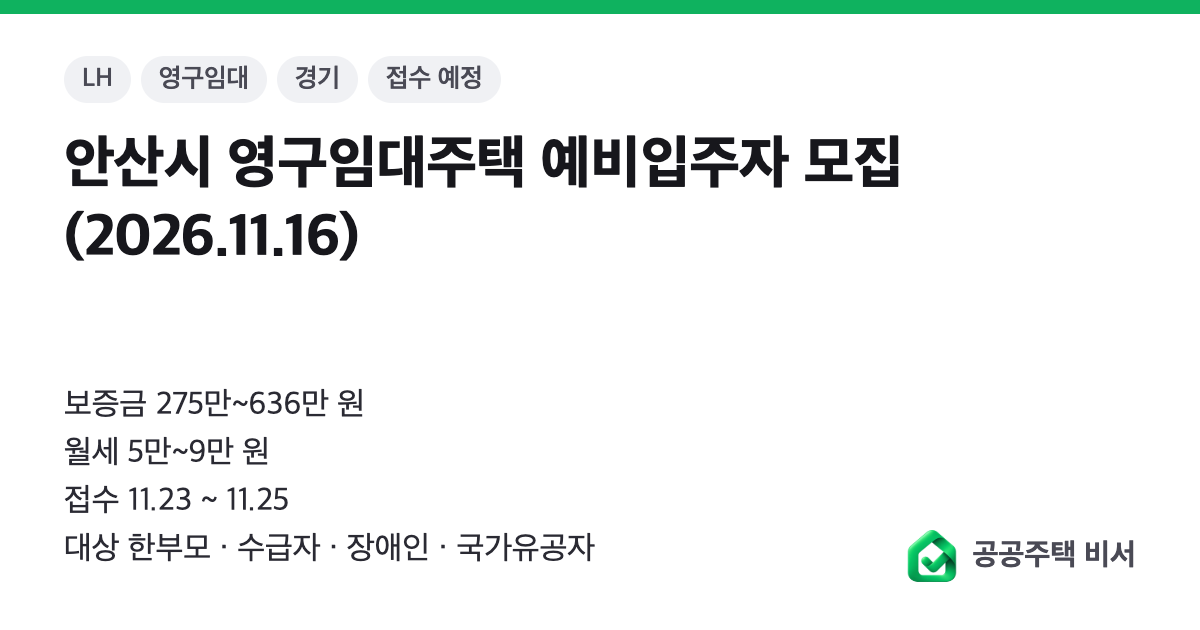 LH 영구임대 경기 접수 예정
안산시 영구임대주택 예비입주자 모집
(2026.11.16)
보증금 275만~636만 원
월세 5만~9만 원
접수 11.23 ~ 11.25
대상 한부모 · 수급자 · 장애인 · 국가유공자
공공주택 비서